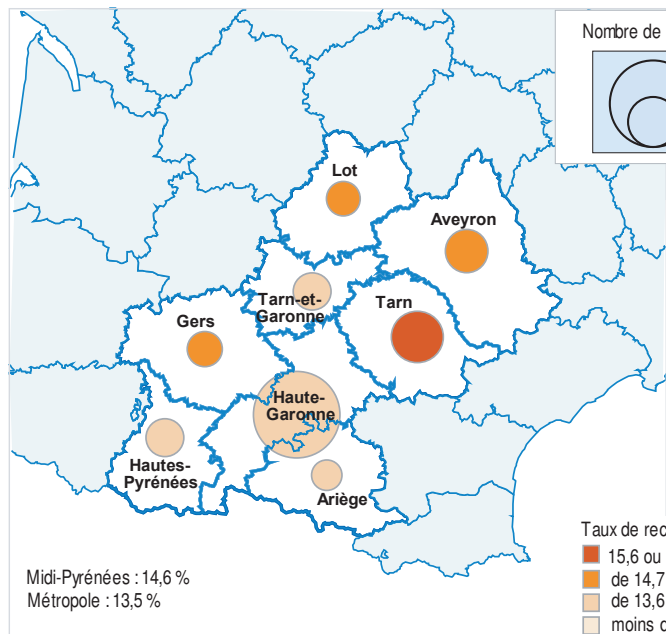 Nombre de
Lot
Aveyron
Tarn-et-
Garonne
Tarn
Gers
Haute-
Garonne
Hautes-
Pyrénées
Ariège
Midi-Pyrénées : 14,6 %
Métropole : 13,5 %
Taux de rec
15,6 ou
de 14,7
de 13,6
moins d